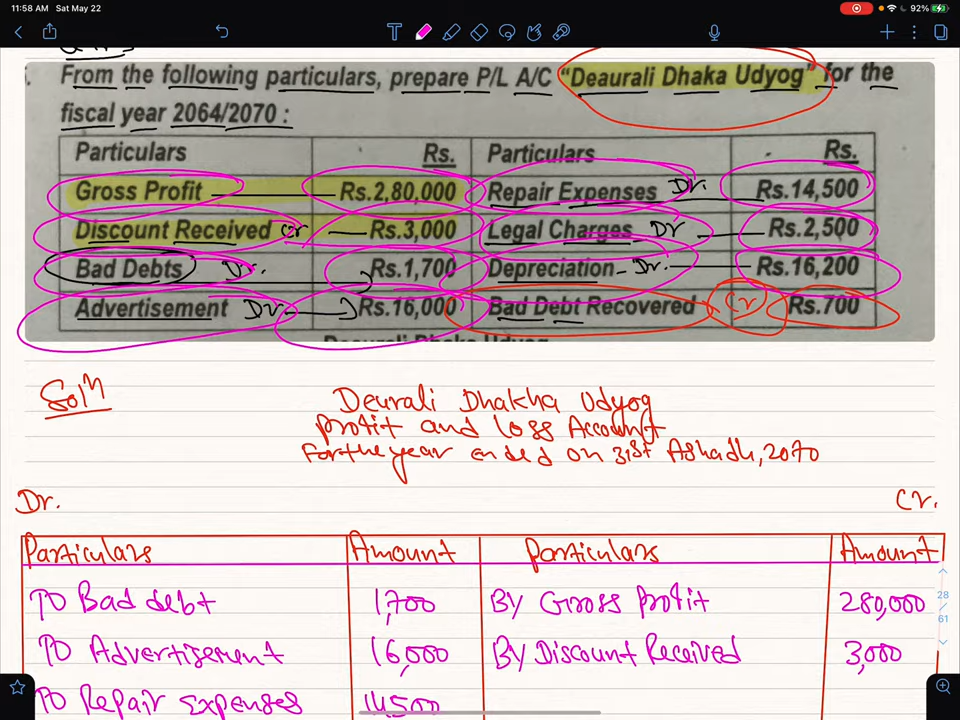 11:58 AM Sat May 22
92%
From the following particulars, prepare P/L A/C "Deaurali Dhaka Udyog" for the
fiscal year 2064/2070 :
Particulars Rs. Particulars Rs.
Gross Profit Rs.2,80,000 Repair Expenses Dr. Rs.14,500
Discount Received Cr Rs.3,000 Legal Charges Dr Rs.2,500
Bad Debts Dr. Rs.1,700 Depreciation Dr. Rs.16,200
Advertisement Dr Rs.16,000 Bad Debt Recovered Cr Rs.700
Solⁿ
Deurali Dhakha Udyog
Profit and loss Account
For the year ended on 31st Ashadh, 2070
Dr. Cr.
Particulars Amount Particulars Amount
To Bad debt 1,700 By Gross profit 280,000
To Advertisement 16,000 By Discount Received 3,000
To Repair expenses 14,500
28
/
61